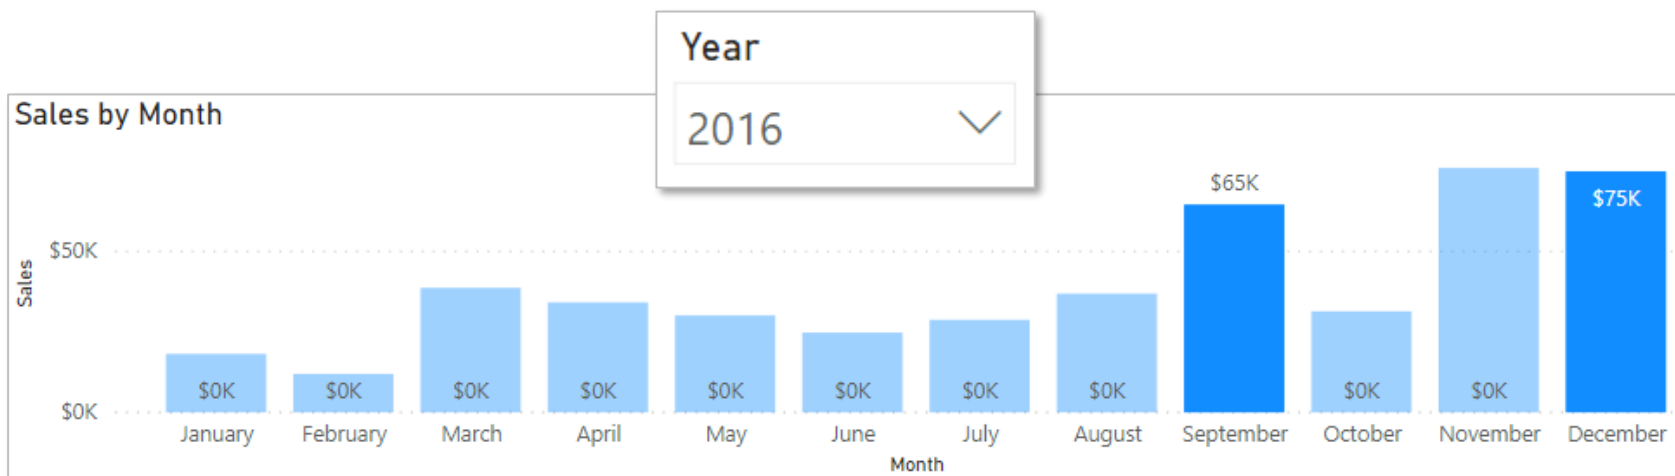 Year
2016
Sales by Month
$65K
$75K
$50K
Sales
$0K $0K $0K $0K $0K $0K $0K $0K $0K $0K
$0K
January February March April May June July August September October November December
Month